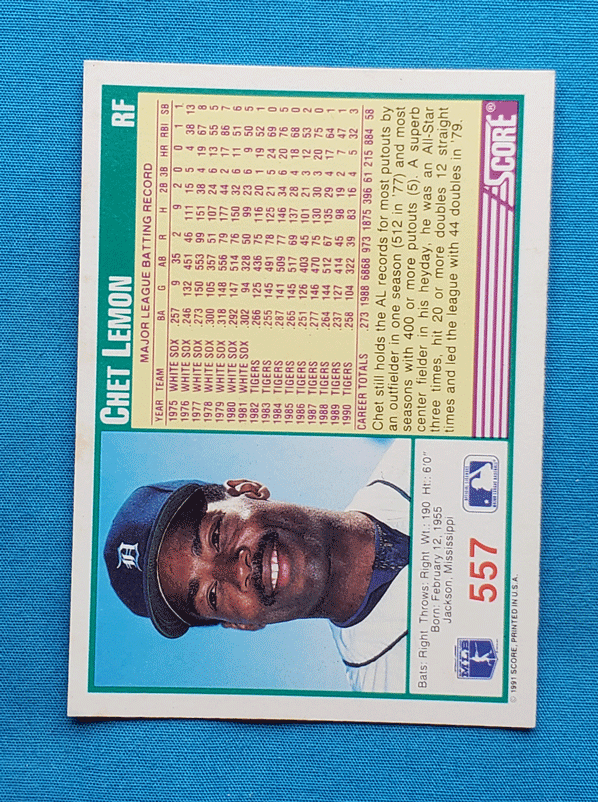 CHET LEMON RF
MAJOR LEAGUE BATTING RECORD
YEAR TEAM BA G AB R H 2B 3B HR RBI SB
1975 WHITE SOX .257 9 35 2 9 2 0 0 1 1
1976 WHITE SOX .246 132 451 46 111 15 5 4 38 13
1977 WHITE SOX .273 150 553 99 151 38 4 19 67 8
1978 WHITE SOX .300 105 357 51 107 24 6 13 55 5
1979 WHITE SOX .318 148 556 79 177 44 2 17 86 7
1980 WHITE SOX .292 147 514 76 150 32 6 11 51 6
1981 WHITE SOX .302 94 328 50 99 23 6 9 50 5
1982 TIGERS .266 125 436 75 116 20 1 19 52 1
1983 TIGERS .255 145 491 78 125 21 5 24 69 0
1984 TIGERS .287 141 509 77 146 34 6 20 76 5
1985 TIGERS .265 145 517 69 137 28 4 18 68 0
1986 TIGERS .251 126 403 45 101 21 3 12 53 2
1987 TIGERS .277 146 470 75 130 30 3 20 75 0
1988 TIGERS .264 144 512 67 135 29 4 17 64 1
1989 TIGERS .237 127 414 45 98 19 2 7 47 1
1990 TIGERS .258 104 322 39 83 16 4 5 32 3
CAREER TOTALS .273 1988 6868 973 1875 396 61 215 884 58
Chet still holds the AL records for most putouts by
an outfielder in one season (512 in '77) and most
seasons with 400 or more putouts (5). A superb
center fielder in his heyday, he was an All-Star
three times, hit 20 or more doubles 12 straight
times and led the league with 44 doubles in '79.
SCORE®
D
Bats: Right Throws: Right Wt.: 190 Ht.: 6'0"
Born: February 12, 1955
Jackson, Mississippi
557
MLB
© 1991 SCORE, PRINTED IN U.S.A.